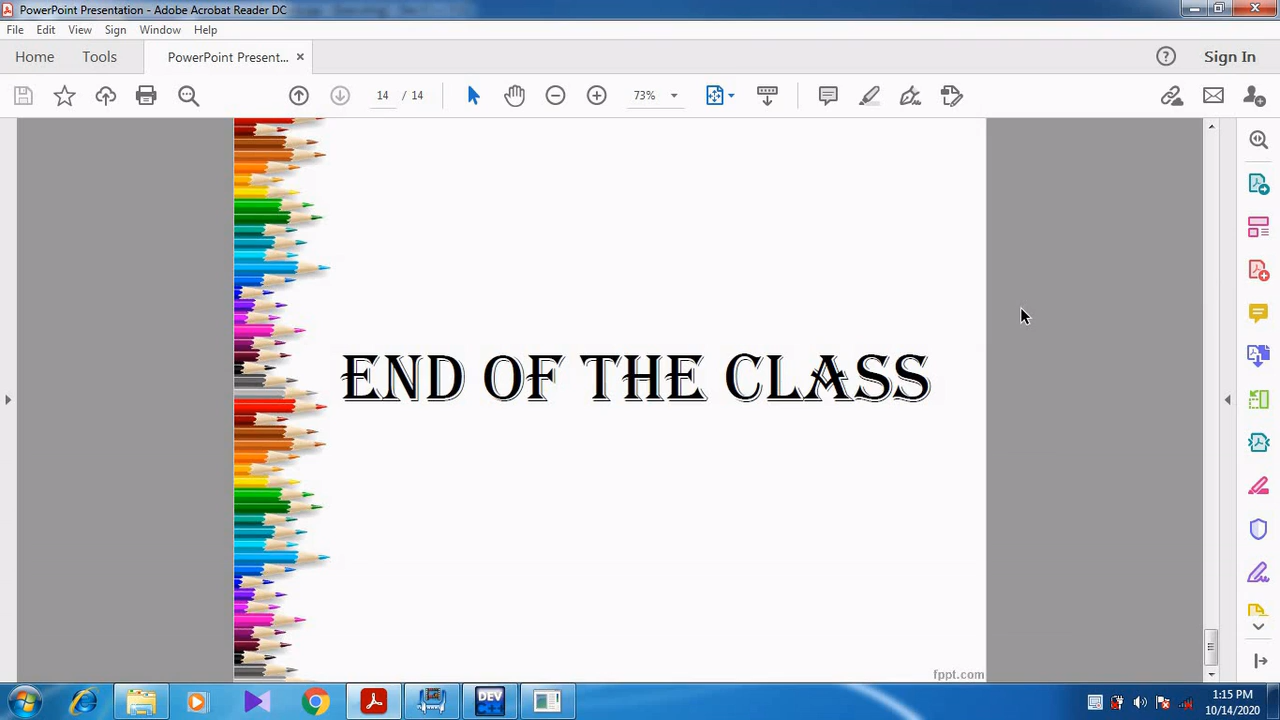 PowerPoint Presentation - Adobe Acrobat Reader DC
File Edit View Sign Window Help
Home Tools PowerPoint Present... × Sign In
14 / 14 73%
END OF THE CLASS
fppt.com
DEV C++
1:15 PM
10/14/2020